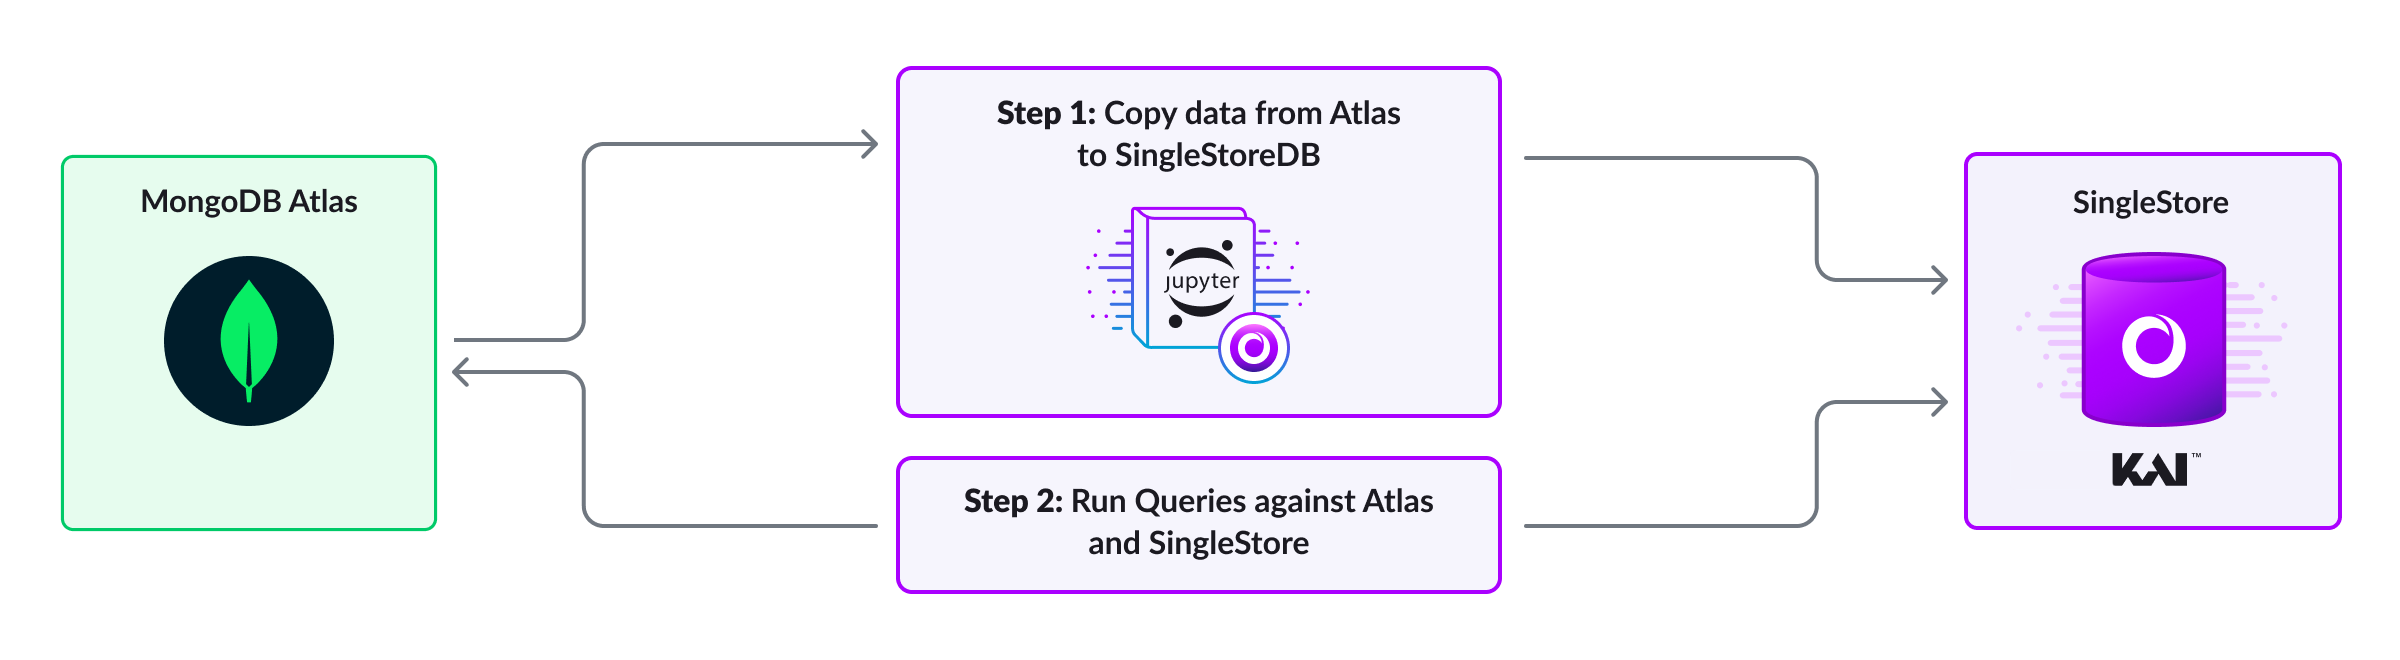 MongoDB Atlas
Step 1: Copy data from Atlas
to SingleStoreDB
jupyter
Step 2: Run Queries against Atlas
and SingleStore
SingleStore
KAI™